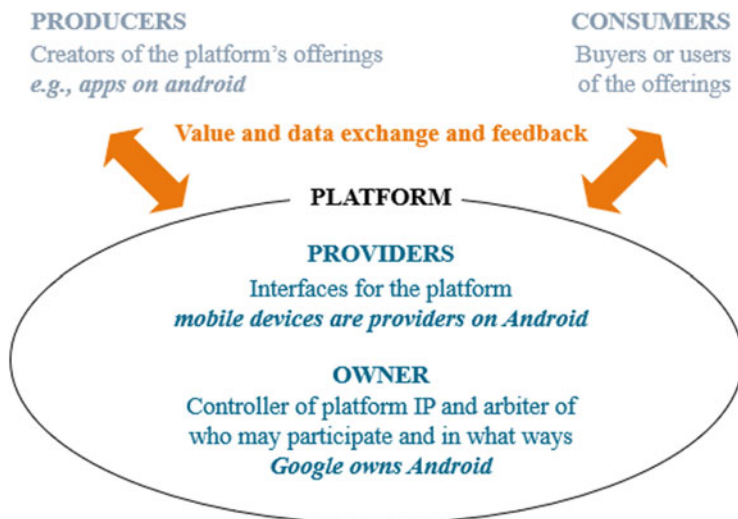 PRODUCERS
Creators of the platform's offerings
e.g., apps on android
CONSUMERS
Buyers or users
of the offerings
Value and data exchange and feedback
PLATFORM
PROVIDERS
Interfaces for the platform
mobile devices are providers on Android
OWNER
Controller of platform IP and arbiter of
who may participate and in what ways
Google owns Android